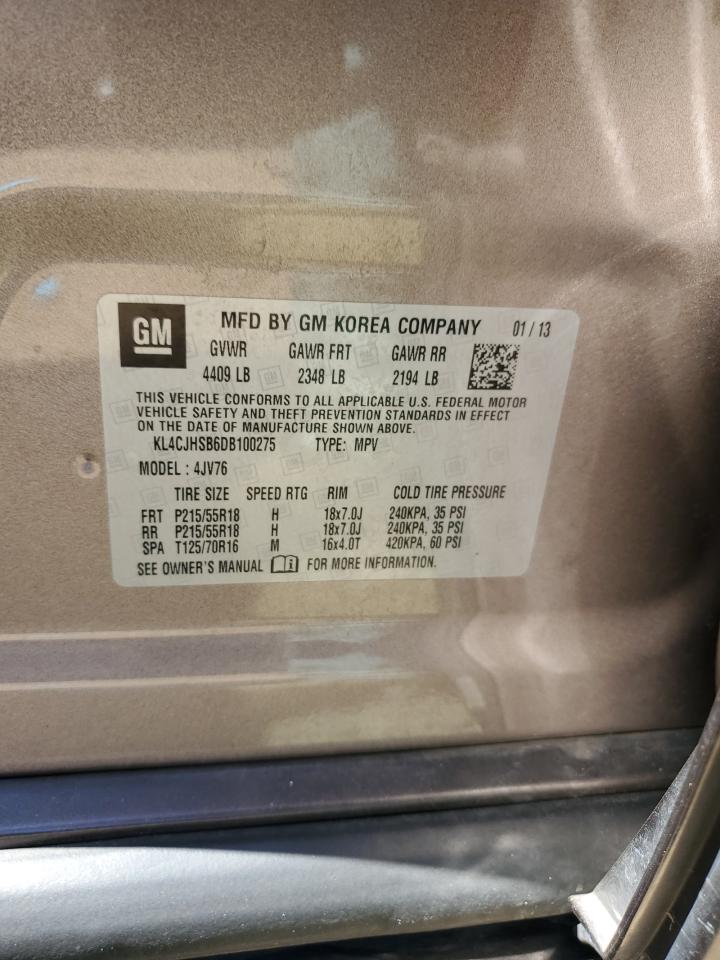 GM MFD BY GM KOREA COMPANY 01 / 13
GVWR GAWR FRT GAWR RR
4409 LB 2348 LB 2194 LB
THIS VEHICLE CONFORMS TO ALL APPLICABLE U.S. FEDERAL MOTOR
VEHICLE SAFETY AND THEFT PREVENTION STANDARDS IN EFFECT
ON THE DATE OF MANUFACTURE SHOWN ABOVE.
KL4CJHSB6DB100275 TYPE: MPV
MODEL : 4JV76
TIRE SIZE SPEED RTG RIM COLD TIRE PRESSURE
FRT P215/55R18 H 18x7.0J 240KPA, 35 PSI
RR P215/55R18 H 18x7.0J 240KPA, 35 PSI
SPA T125/70R16 M 16x4.0T 420KPA, 60 PSI
SEE OWNER'S MANUAL FOR MORE INFORMATION.